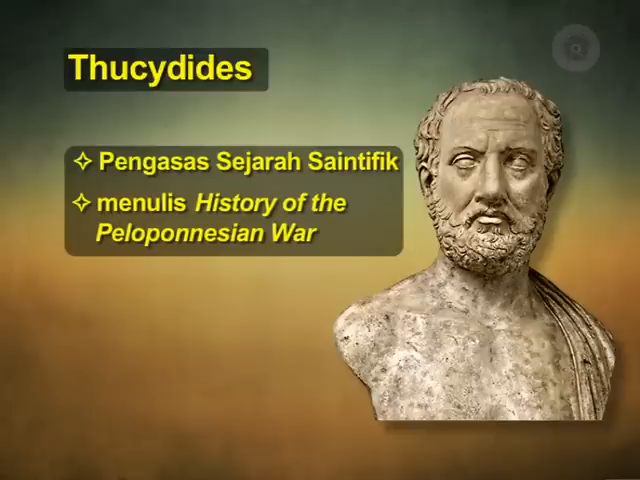 Thucydides
✧ Pengasas Sejarah Saintifik
✧ menulis History of the
Peloponnesian War